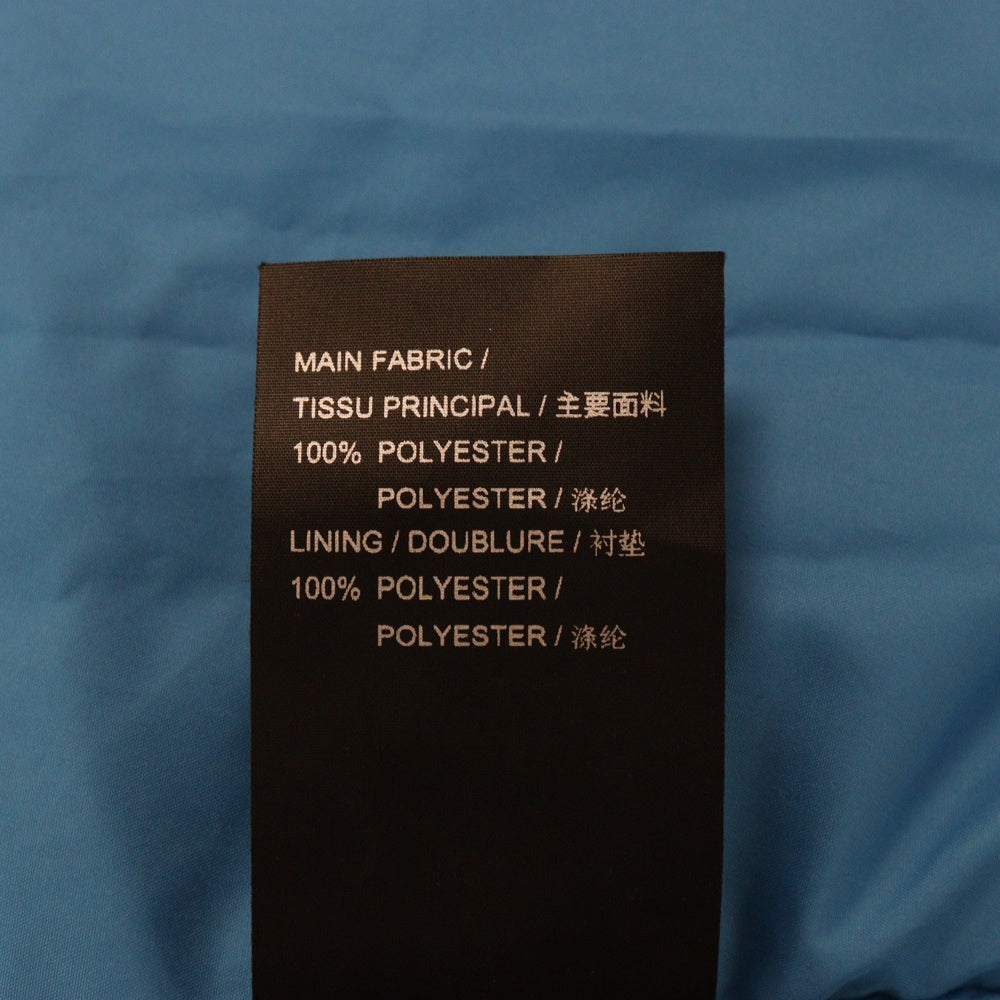 MAIN FABRIC /
TISSU PRINCIPAL / 主要面料
100% POLYESTER /
POLYESTER / 涤纶
LINING / DOUBLURE / 衬垫
100% POLYESTER /
POLYESTER / 涤纶